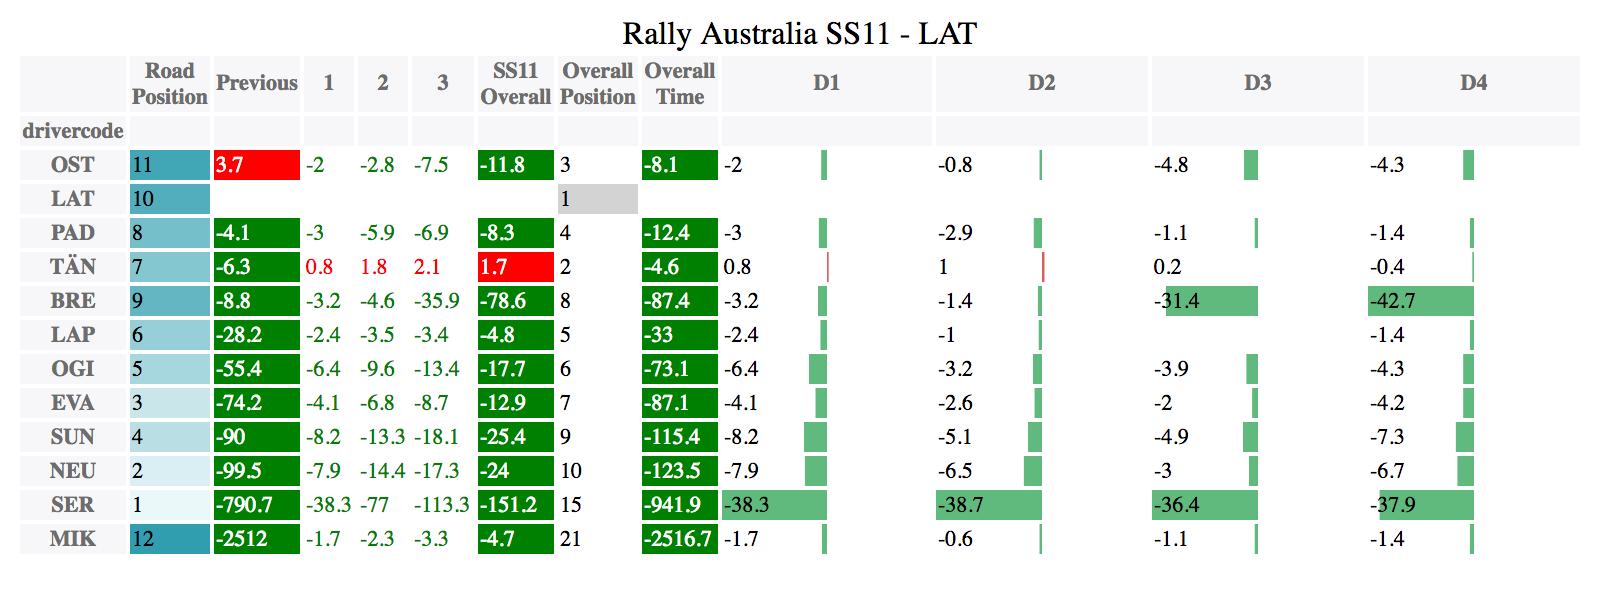 Rally Australia SS11 - LAT
Road Position Previous 1 2 3 SS11 Overall Overall Position Overall Time D1 D2 D3 D4
drivercode
OST 11 3.7 -2 -2.8 -7.5 -11.8 3 -8.1 -2 -0.8 -4.8 -4.3
LAT 10 1
PAD 8 -4.1 -3 -5.9 -6.9 -8.3 4 -12.4 -3 -2.9 -1.1 -1.4
TÄN 7 -6.3 0.8 1.8 2.1 1.7 2 -4.6 0.8 1 0.2 -0.4
BRE 9 -8.8 -3.2 -4.6 -35.9 -78.6 8 -87.4 -3.2 -1.4 -31.4 -42.7
LAP 6 -28.2 -2.4 -3.5 -3.4 -4.8 5 -33 -2.4 -1 -1.4
OGI 5 -55.4 -6.4 -9.6 -13.4 -17.7 6 -73.1 -6.4 -3.2 -3.9 -4.3
EVA 3 -74.2 -4.1 -6.8 -8.7 -12.9 7 -87.1 -4.1 -2.6 -2 -4.2
SUN 4 -90 -8.2 -13.3 -18.1 -25.4 9 -115.4 -8.2 -5.1 -4.9 -7.3
NEU 2 -99.5 -7.9 -14.4 -17.3 -24 10 -123.5 -7.9 -6.5 -3 -6.7
SER 1 -790.7 -38.3 -77 -113.3 -151.2 15 -941.9 -38.3 -38.7 -36.4 -37.9
MIK 12 -2512 -1.7 -2.3 -3.3 -4.7 21 -2516.7 -1.7 -0.6 -1.1 -1.4